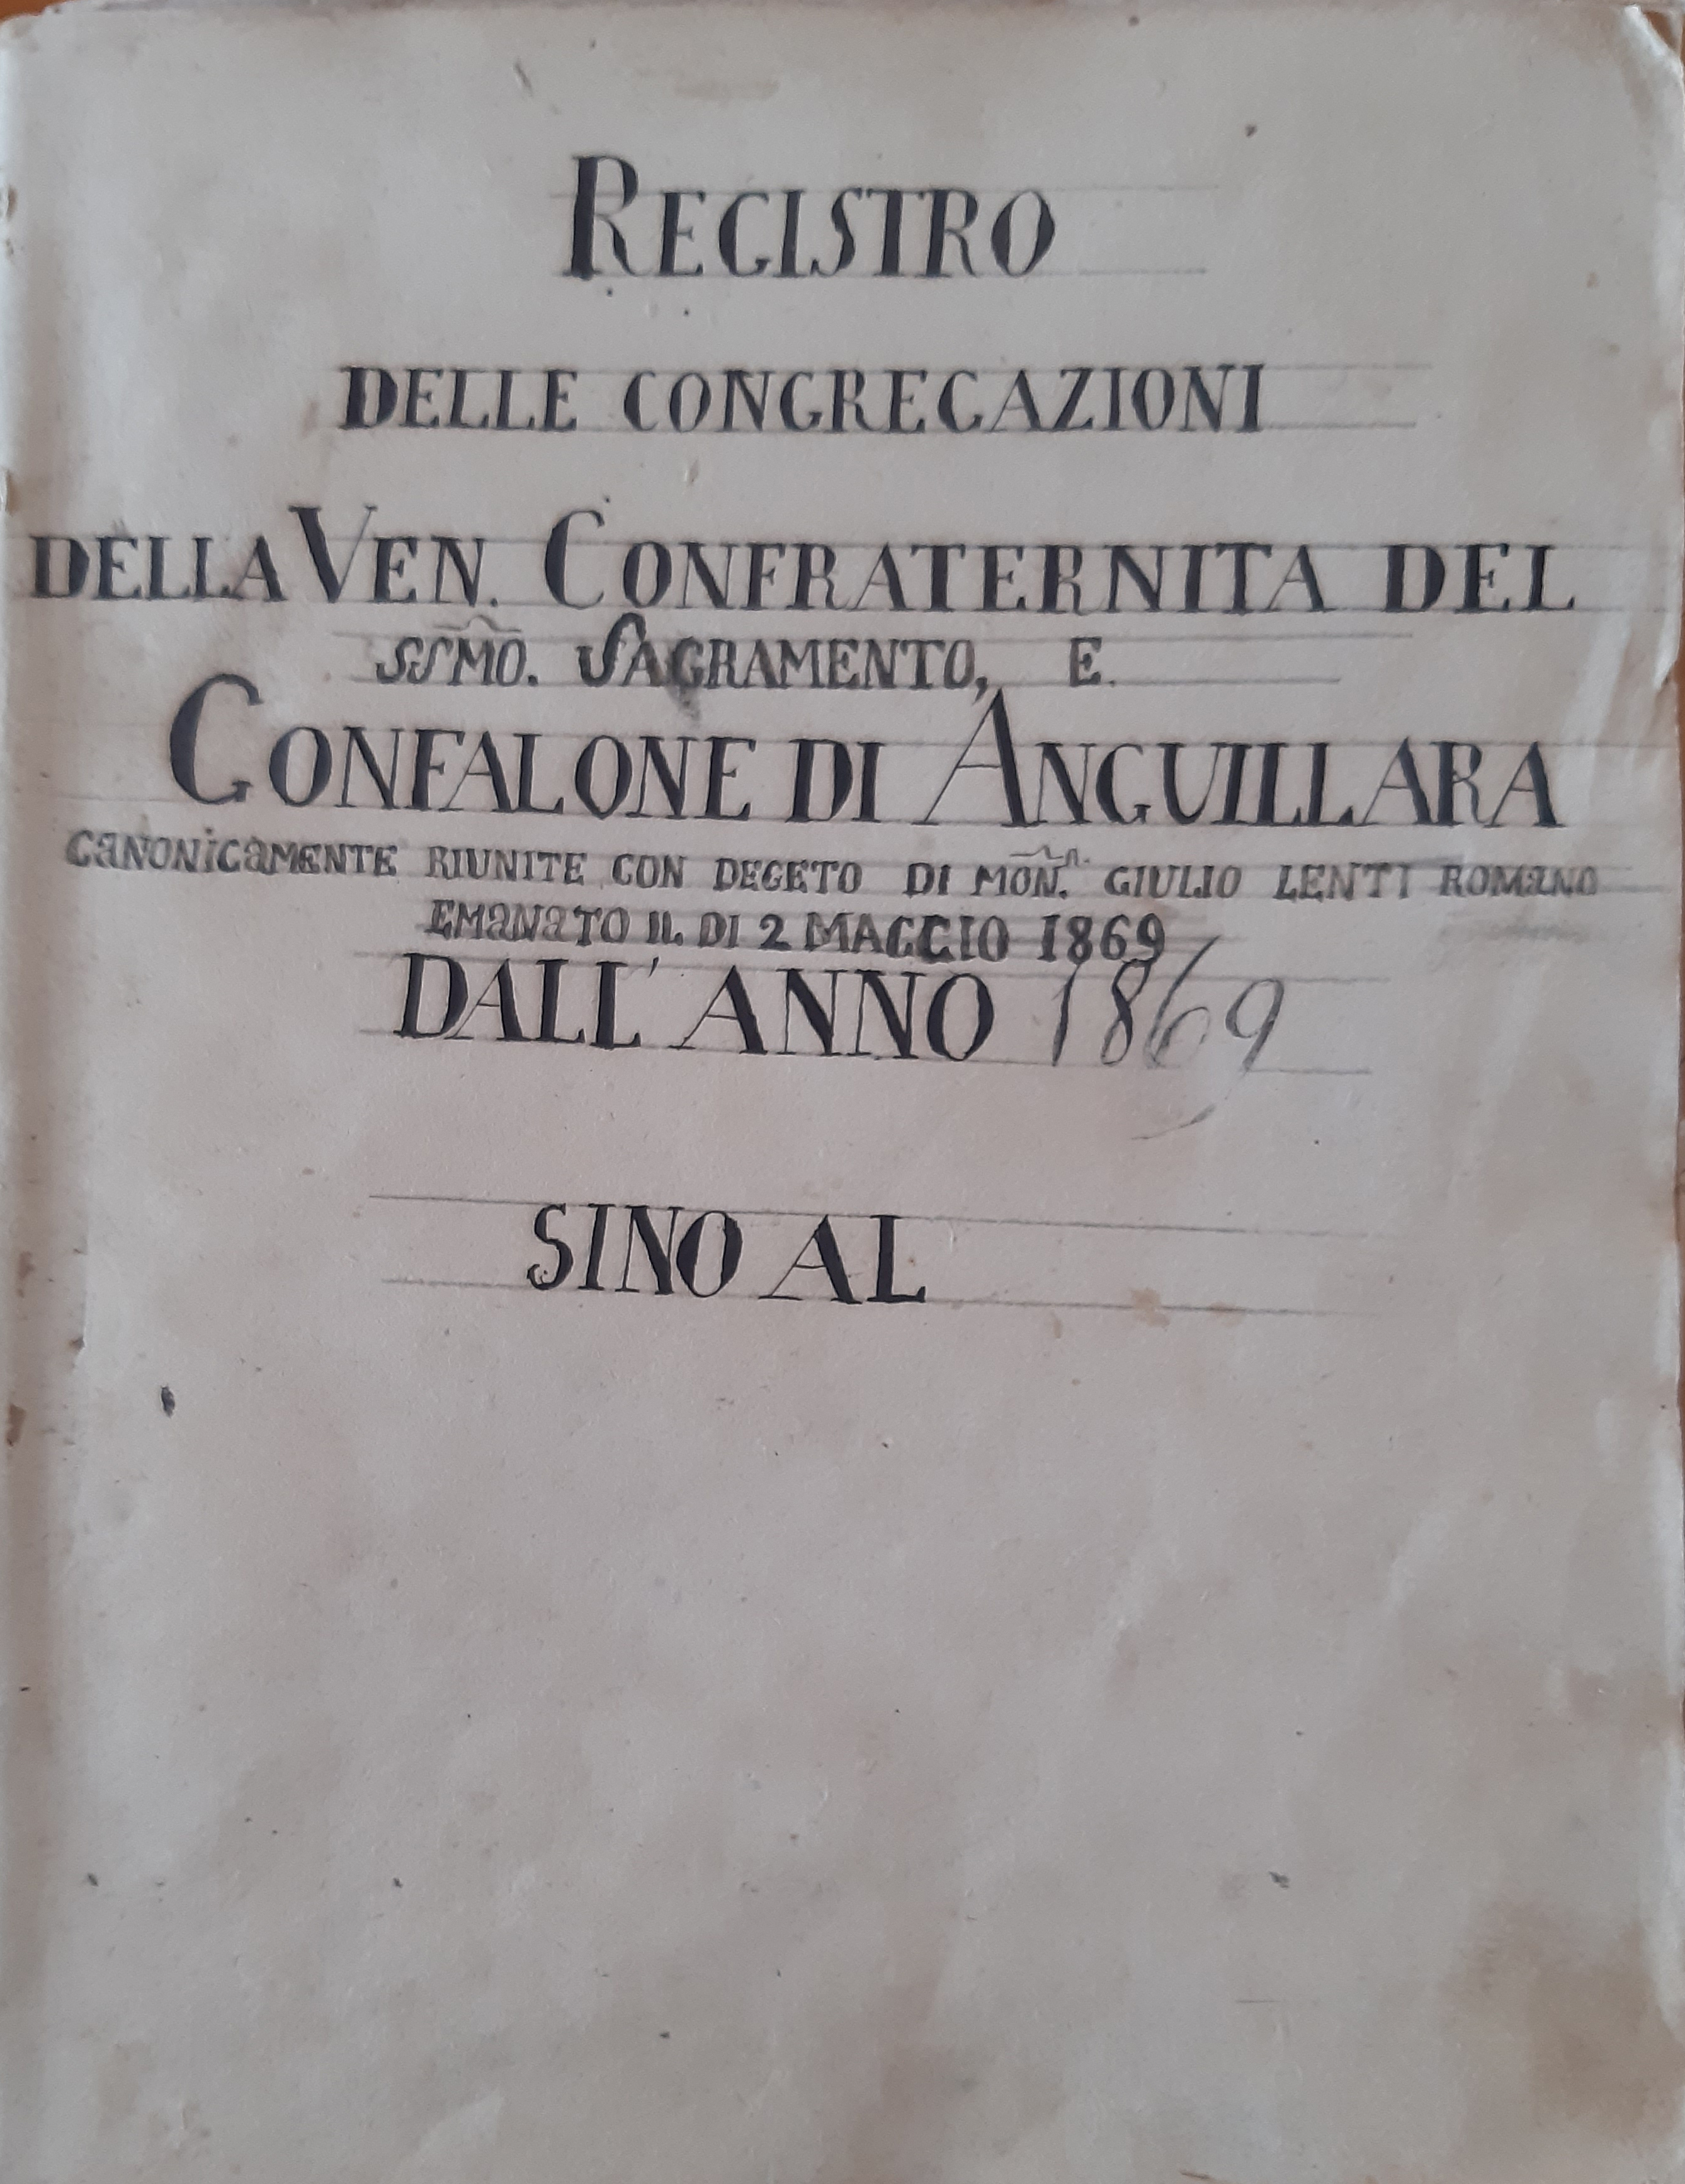 REGISTRO
DELLE CONGREGAZIONI
DELLA VEN. CONFRATERNITA DEL
SSMO. SAGRAMENTO, E
GONFALONE DI ANGUILLARA
CANONICAMENTE RIUNITE CON DEGETO DI MON. GIULIO LENTI ROMANO
EMANATO IL DI 2 MAGGIO 1869
DALL'ANNO 1869
SINO AL